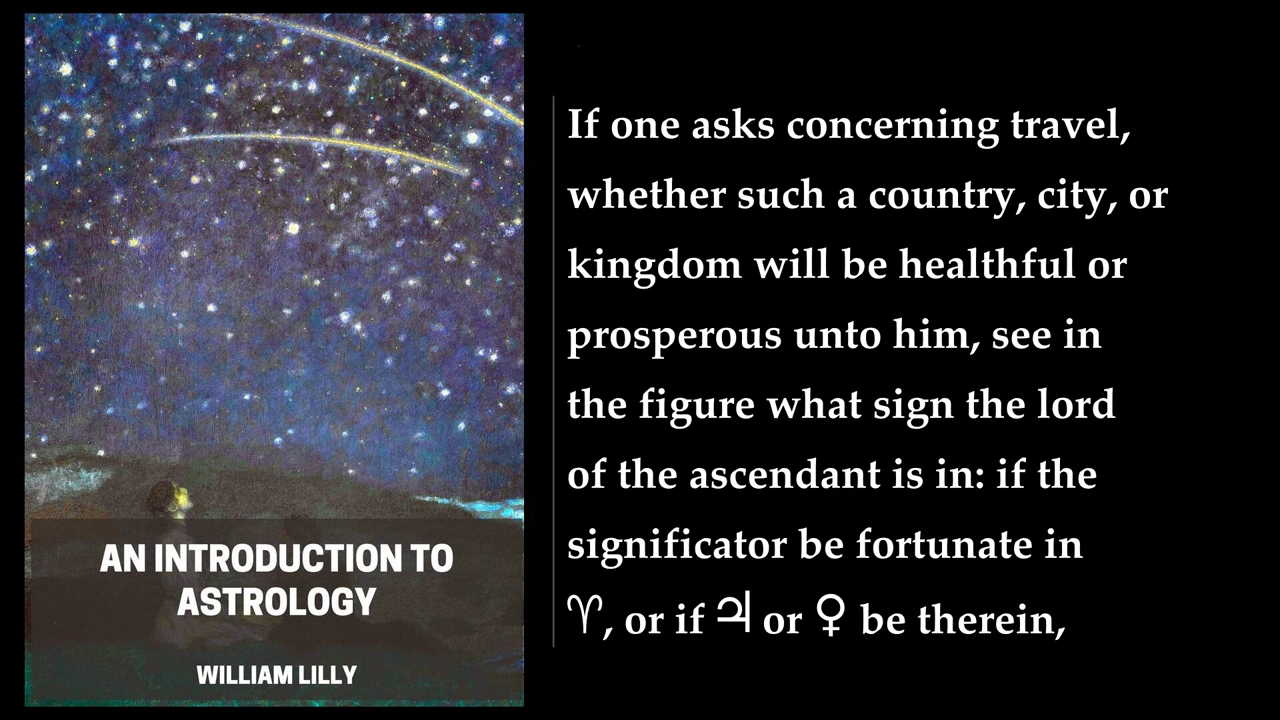 AN INTRODUCTION TO
ASTROLOGY
WILLIAM LILLY
If one asks concerning travel,
whether such a country, city, or
kingdom will be healthful or
prosperous unto him, see in
the figure what sign the lord
of the ascendant is in: if the
significator be fortunate in
♈, or if ♃ or ♀ be therein,